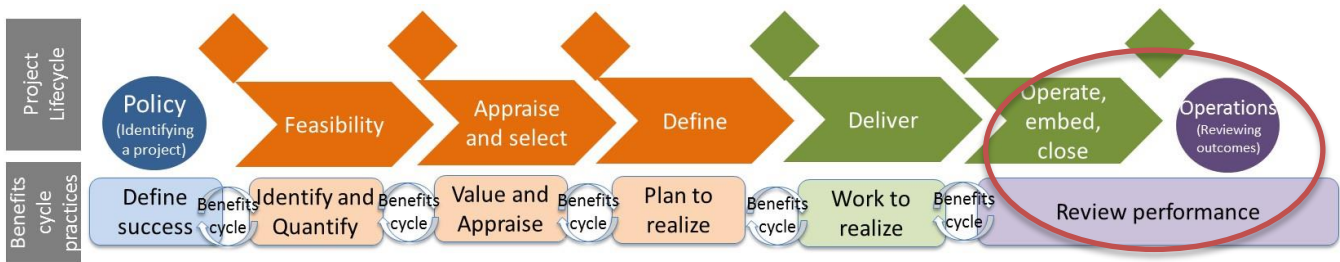 Project
Lifecycle
Policy
(Identifying
a project)
Feasibility
Appraise
and select
Define
Deliver
Operate,
embed,
close
Operations
(Reviewing
outcomes)
Benefits
cycle
practices
Define
success
Benefits
cycle
Identify and
Quantify
Benefits
cycle
Value and
Appraise
Benefits
cycle
Plan to
realize
Benefits
cycle
Work to
realize
Benefits
cycle
Review performance